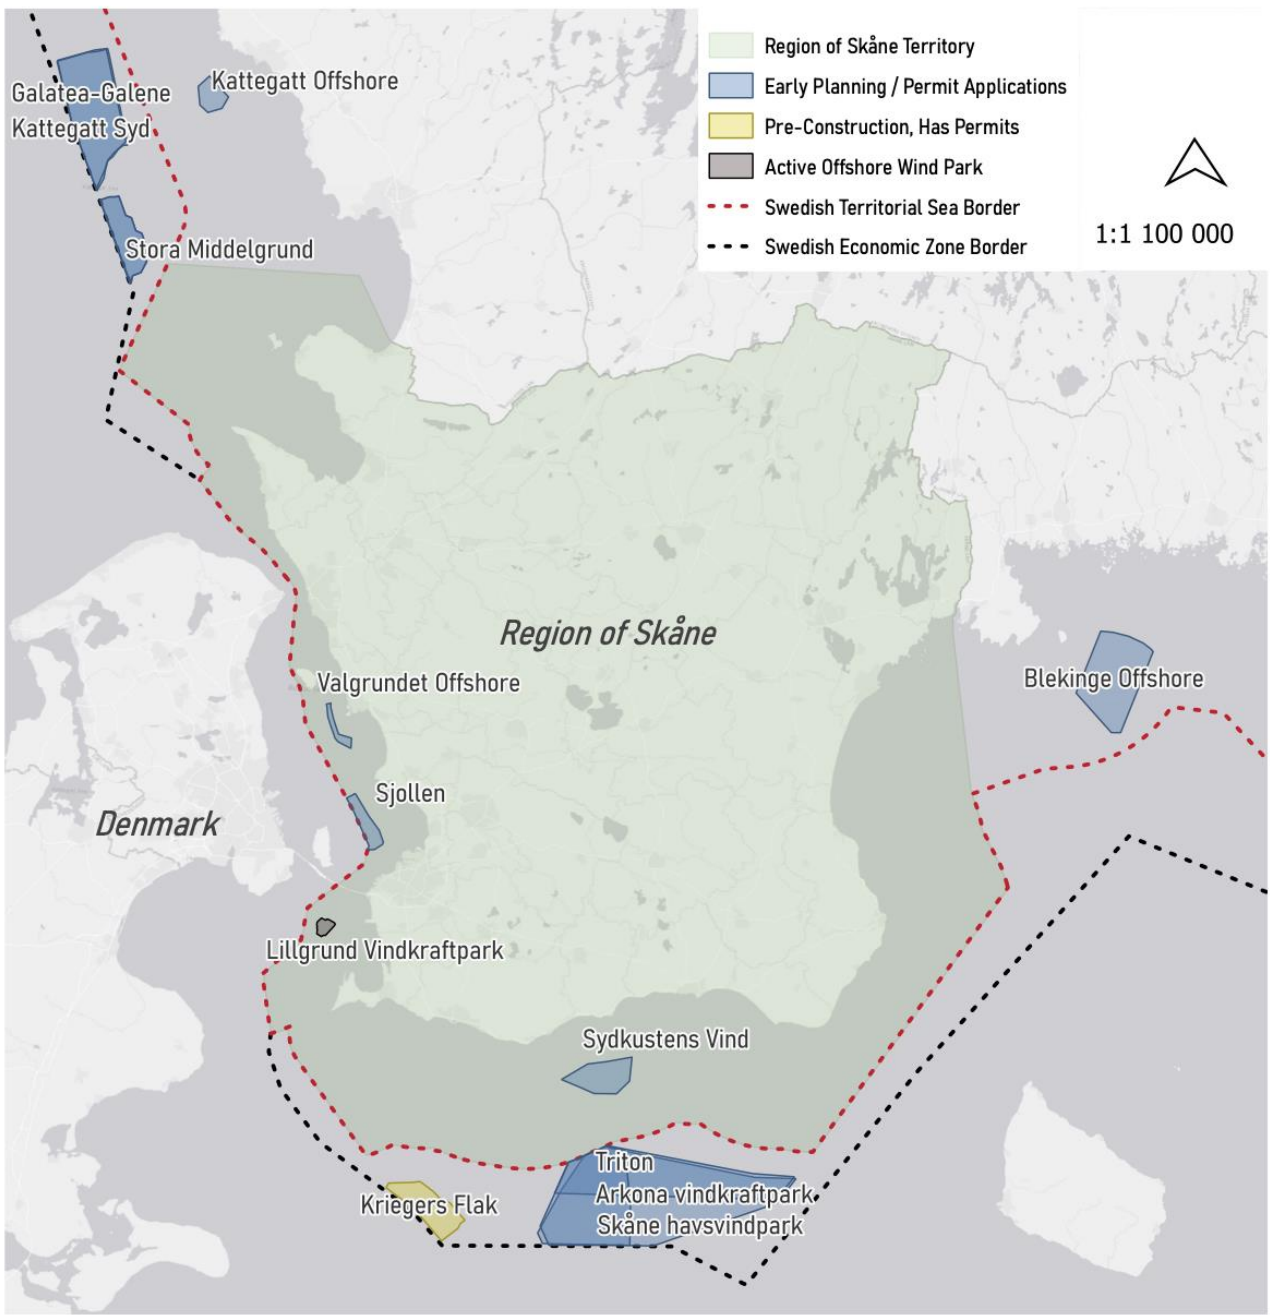 Region of Skåne Territory
Early Planning / Permit Applications
Pre-Construction, Has Permits
Active Offshore Wind Park
Swedish Territorial Sea Border
Swedish Economic Zone Border
1:1 100 000
Kattegatt Offshore
Galatea-Galene
Kattegatt Syd
Stora Middelgrund
Region of Skåne
Valgrundet Offshore
Blekinge Offshore
Sjollen
Denmark
Lillgrund Vindkraftpark
Sydkustens Vind
Triton
Arkona vindkraftpark
Skåne havsvindpark
Kriegers Flak